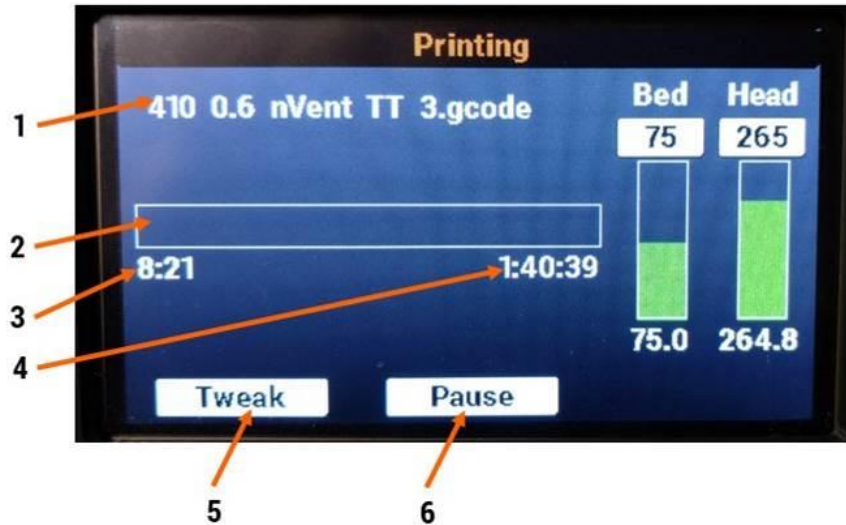 Printing
410 0.6 nVent TT 3.gcode
Bed Head
75 265
8:21 1:40:39
75.0 264.8
Tweak Pause
1
2
3
4
5
6